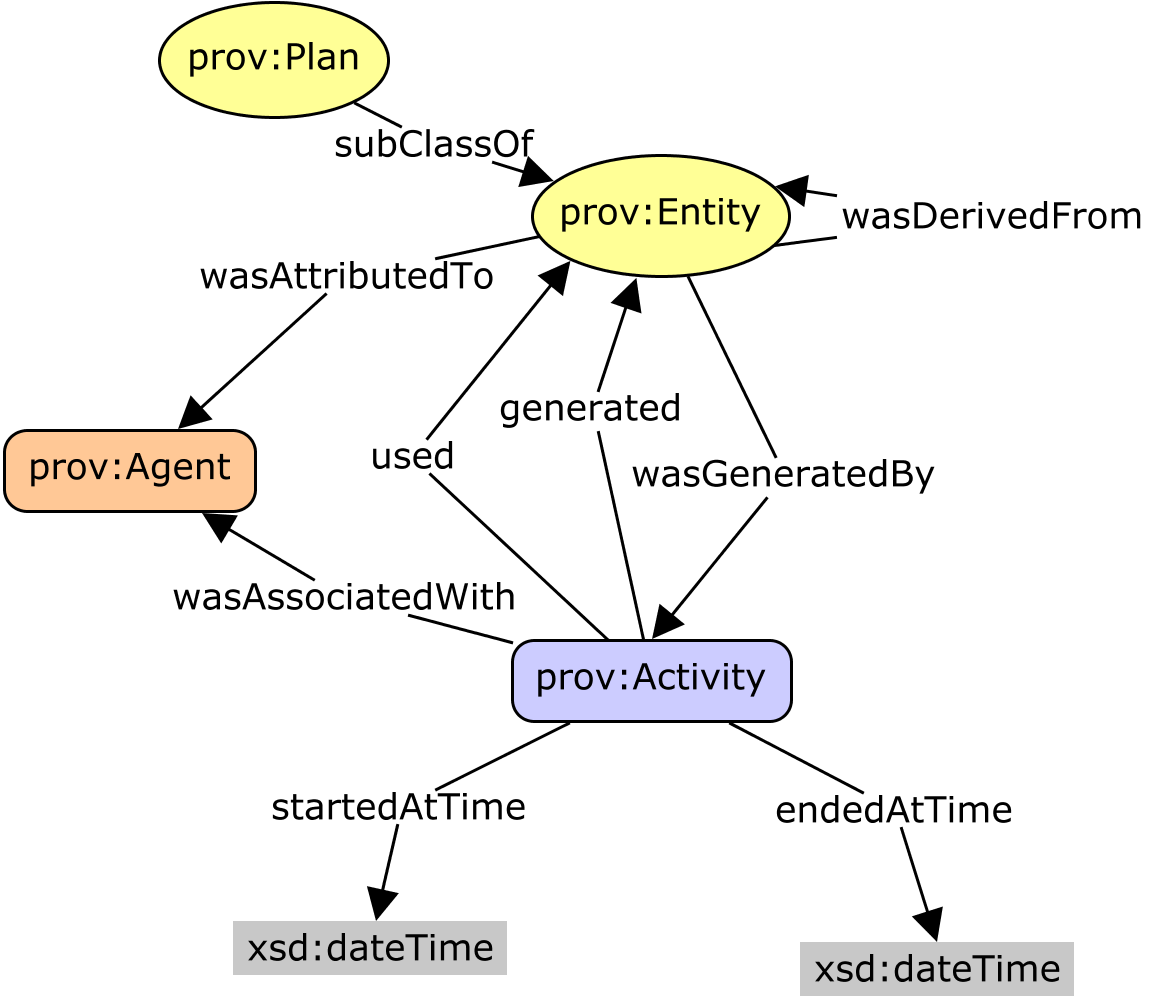 prov:Plan
subClassOf
prov:Entity
wasDerivedFrom
wasAttributedTo
generated
used
prov:Agent
wasGeneratedBy
wasAssociatedWith
prov:Activity
startedAtTime
endedAtTime
xsd:dateTime
xsd:dateTime